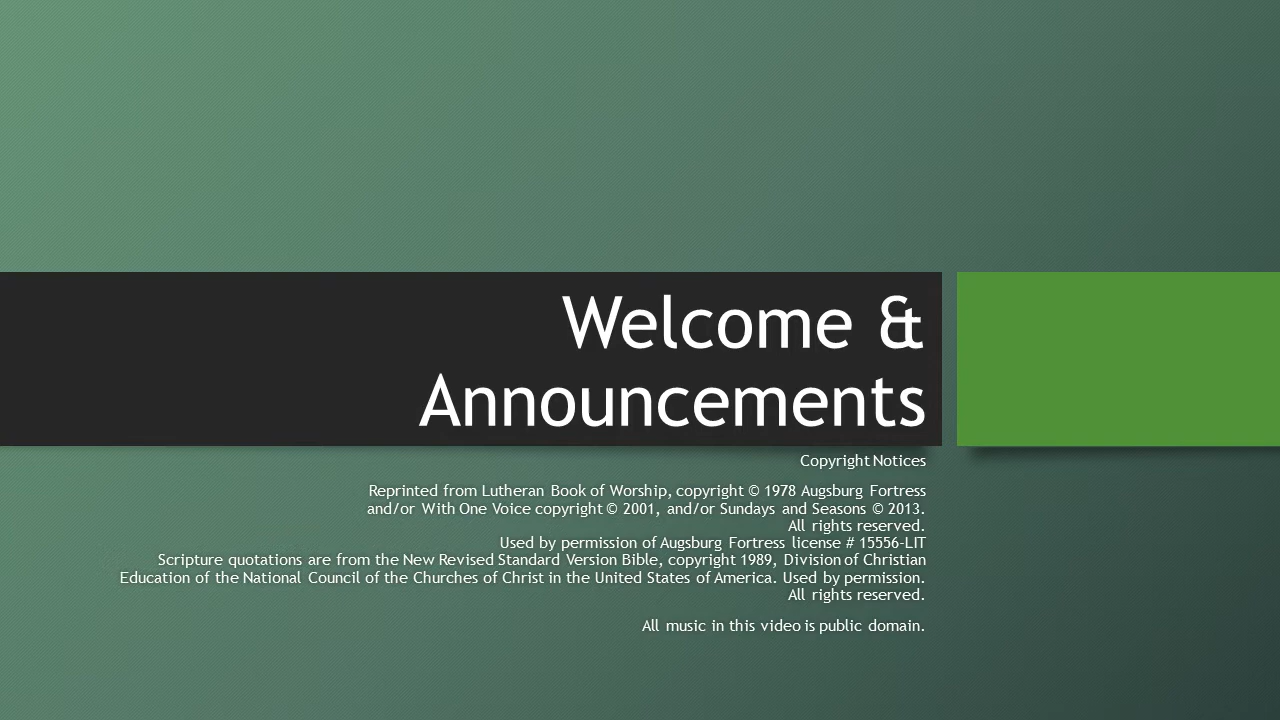 Welcome &
Announcements
Copyright Notices
Reprinted from Lutheran Book of Worship, copyright © 1978 Augsburg Fortress
and/or With One Voice copyright © 2001, and/or Sundays and Seasons © 2013.
All rights reserved.
Used by permission of Augsburg Fortress license # 15556-LIT
Scripture quotations are from the New Revised Standard Version Bible, copyright 1989, Division of Christian
Education of the National Council of the Churches of Christ in the United States of America. Used by permission.
All rights reserved.
All music in this video is public domain.